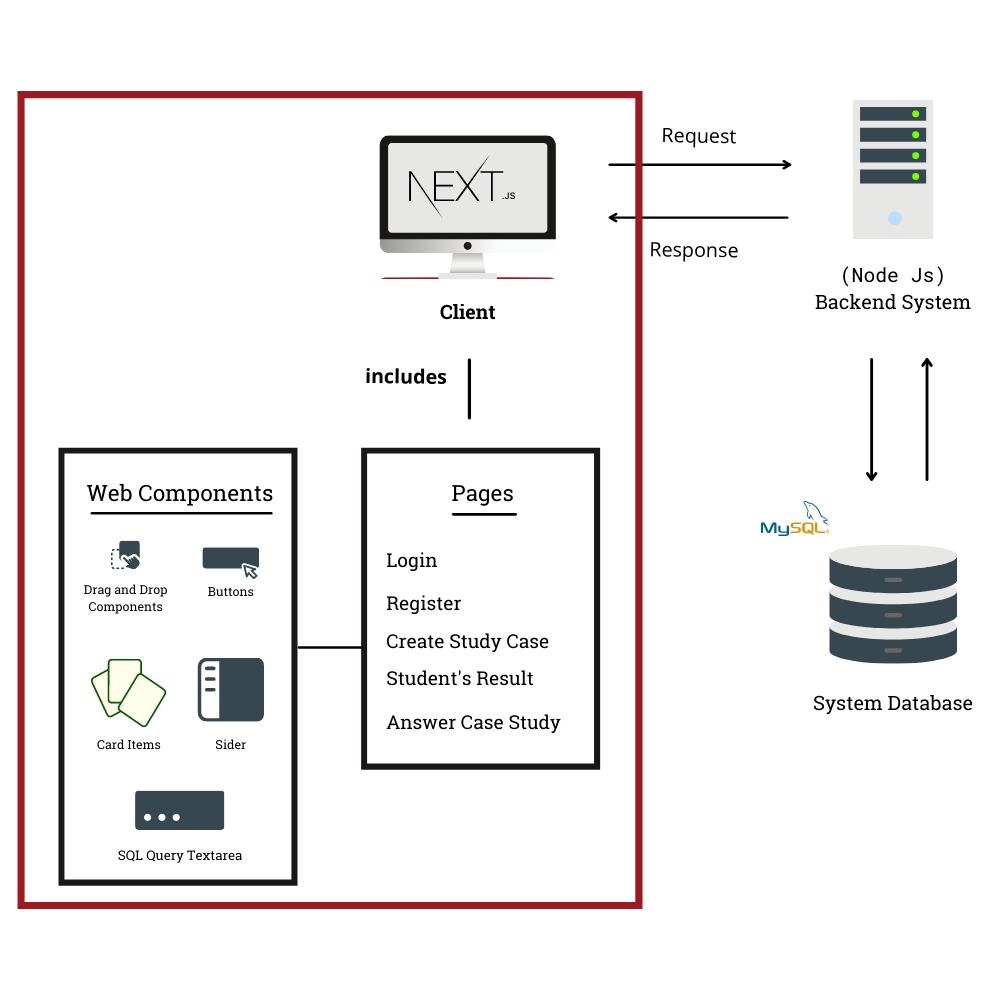 NEXT.JS
Client
includes
Request
Response
(Node Js)
Backend System
MySQL
System Database
Web Components
Drag and Drop
Components
Buttons
Card Items
Sider
SQL Query Textarea
Pages
Login
Register
Create Study Case
Student's Result
Answer Case Study